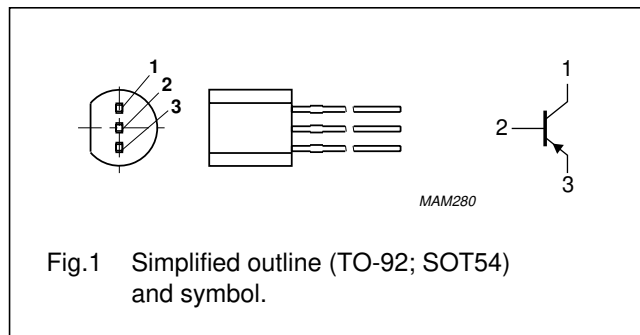 1
2
3
1
2
3
MAM280
Fig.1 Simplified outline (TO-92; SOT54)
and symbol.